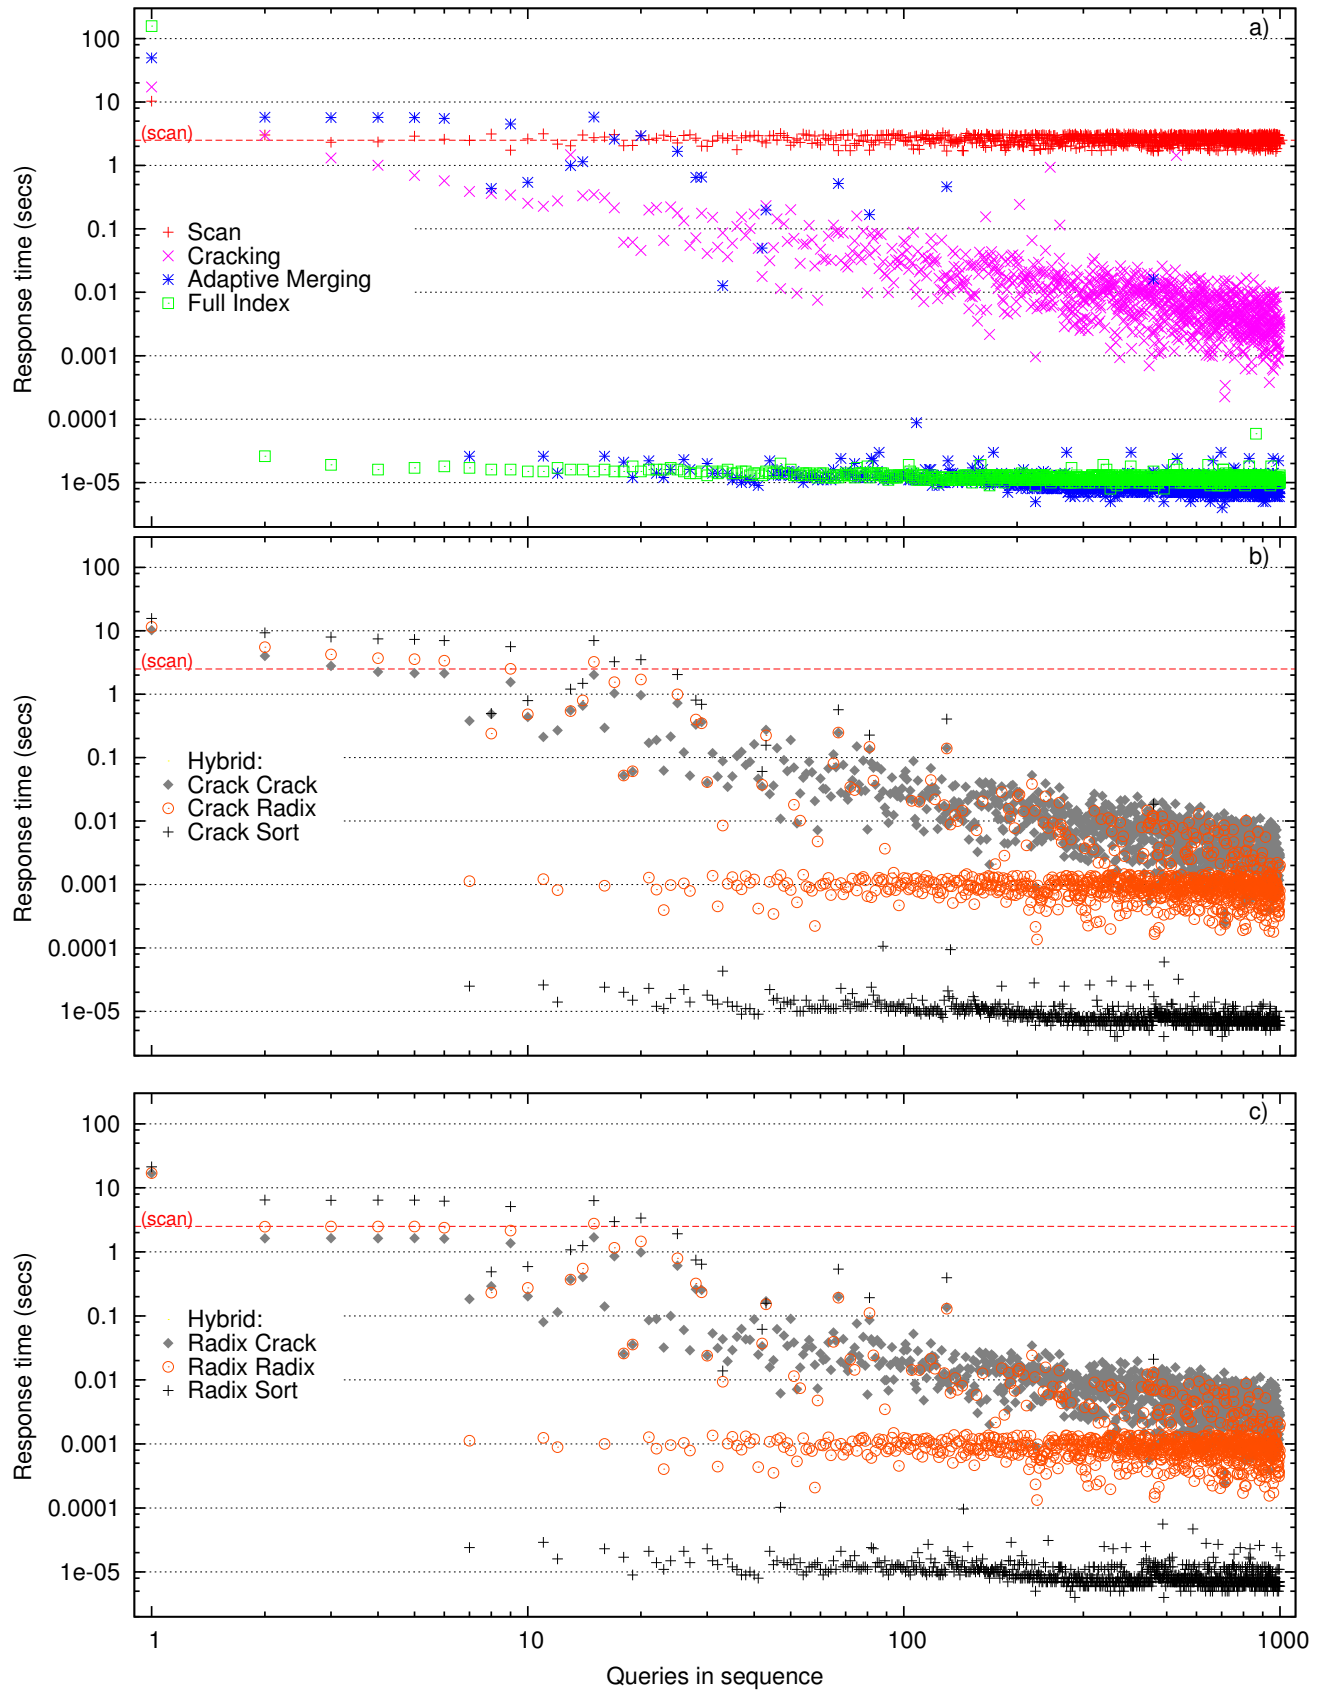 a)
100
10
(scan)
1
0.1
0.01
0.001
0.0001
1e-05
Response time (secs)
Scan
Cracking
Adaptive Merging
Full Index
b)
100
10
(scan)
1
0.1
0.01
0.001
0.0001
1e-05
Response time (secs)
Hybrid:
Crack Crack
Crack Radix
Crack Sort
c)
100
10
(scan)
1
0.1
0.01
0.001
0.0001
1e-05
Response time (secs)
Hybrid:
Radix Crack
Radix Radix
Radix Sort
1 10 100 1000
Queries in sequence